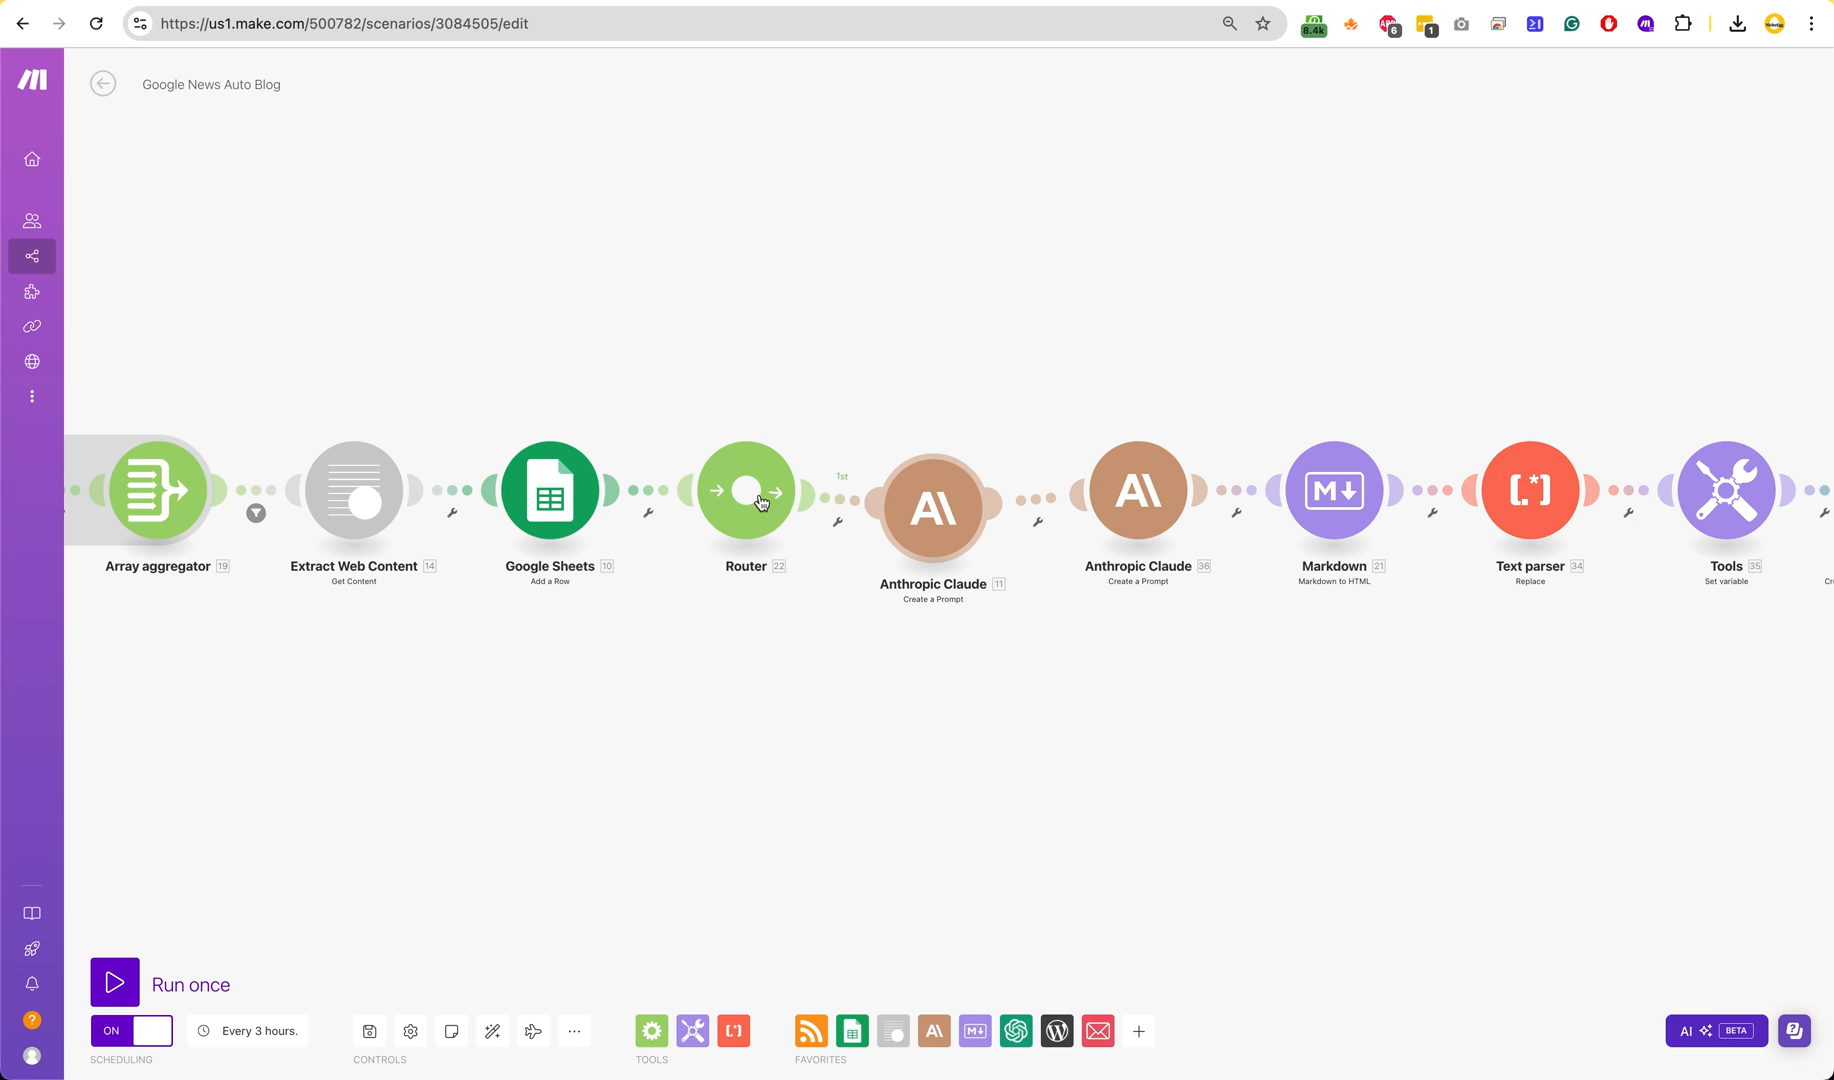 https://us1.make.com/500782/scenarios/3084505/edit
8.4k
6
1
Google News Auto Blog
1st
Array aggregator 19
Extract Web Content 14
Get Content
Google Sheets 10
Add a Row
Router 22
Anthropic Claude 11
Create a Prompt
Anthropic Claude 36
Create a Prompt
Markdown 21
Markdown to HTML
Text parser 34
Replace
Tools 35
Set variable
Cr
Run once
ON
Every 3 hours.
SCHEDULING
CONTROLS
TOOLS
FAVORITES
AI BETA